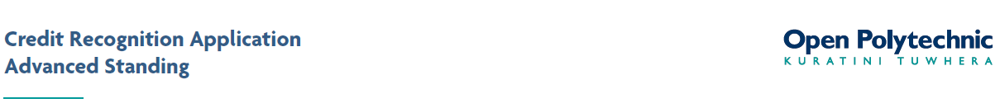 Credit Recognition Application
Advanced Standing
Open Polytechnic
KURATINI TUWHERA